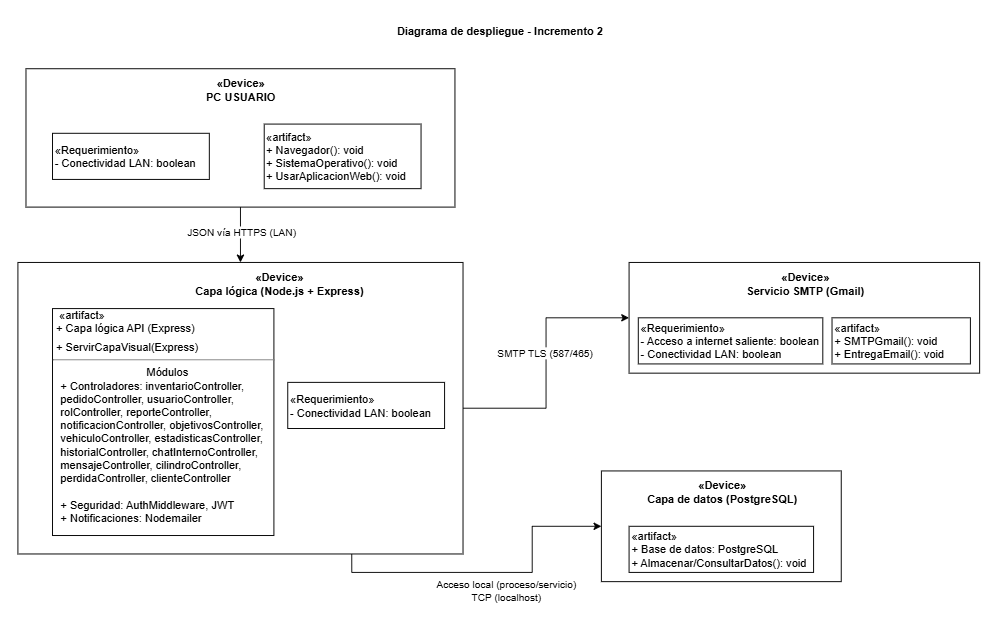 Diagrama de despliegue - Incremento 2
«Device»
PC USUARIO
«Requerimiento»
- Conectividad LAN: boolean
«artifact»
+ Navegador(): void
+ SistemaOperativo(): void
+ UsarAplicacionWeb(): void
JSON vía HTTPS (LAN)
«Device»
Capa lógica (Node.js + Express)
«artifact»
+ Capa lógica API (Express)
+ ServirCapaVisual(Express)
Módulos
+ Controladores: inventarioController,
pedidoController, usuarioController,
rolController, reporteController,
notificacionController, objetivosController,
vehiculoController, estadisticasController,
historialController, chatInternoController,
mensajeController, cilindroController,
perdidaController, clienteController
+ Seguridad: AuthMiddleware, JWT
+ Notificaciones: Nodemailer
«Requerimiento»
- Conectividad LAN: boolean
SMTP TLS (587/465)
«Device»
Servicio SMTP (Gmail)
«Requerimiento»
- Acceso a internet saliente: boolean
- Conectividad LAN: boolean
«artifact»
+ SMTPGmail(): void
+ EntregaEmail(): void
«Device»
Capa de datos (PostgreSQL)
«artifact»
+ Base de datos: PostgreSQL
+ Almacenar/ConsultarDatos(): void
Acceso local (proceso/servicio)
TCP (localhost)